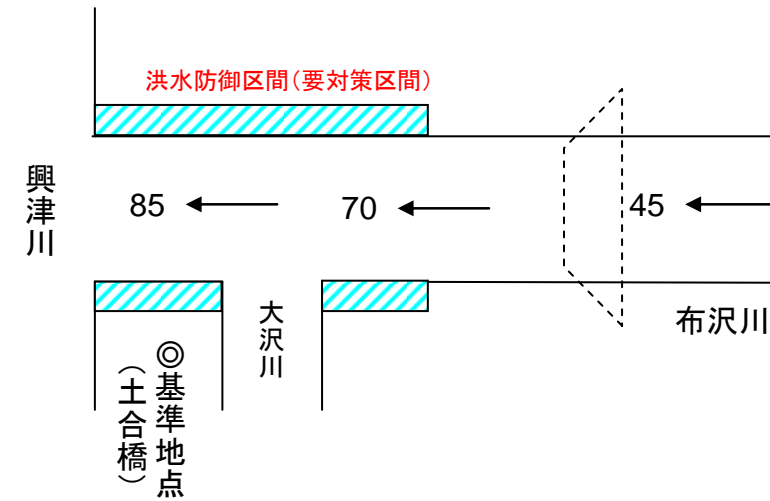 洪水防御区間(要対策区間)
興津川
85
70
45
大沢川
布沢川
◎基準地点
(土合橋)